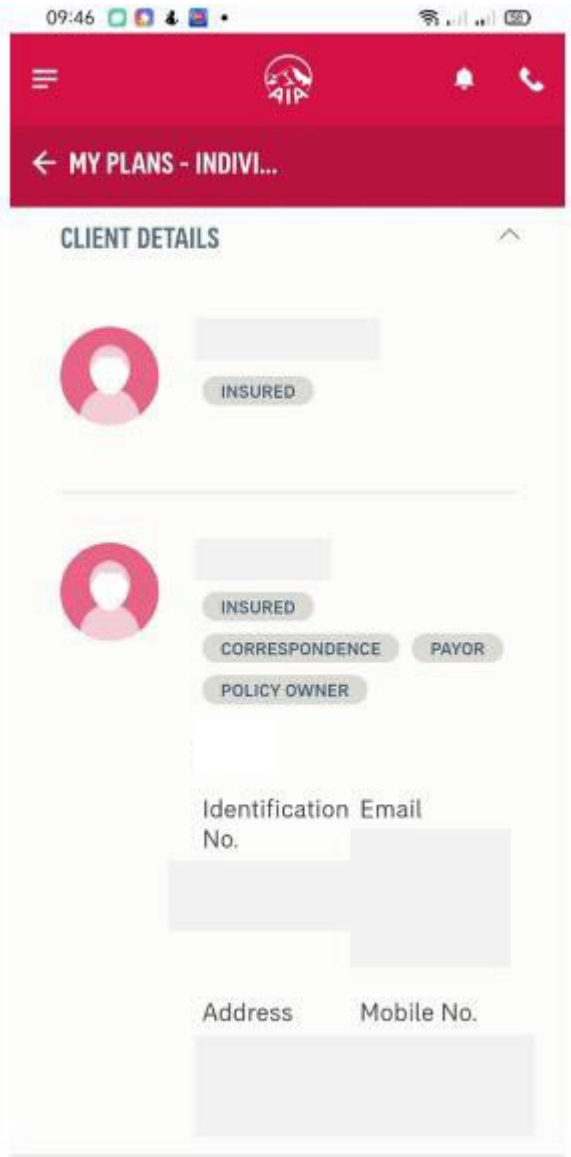 09:46
AIA
MY PLANS - INDIVI...
CLIENT DETAILS
INSURED
INSURED
CORRESPONDENCE PAYOR
POLICY OWNER
Identification Email
No.
Address Mobile No.